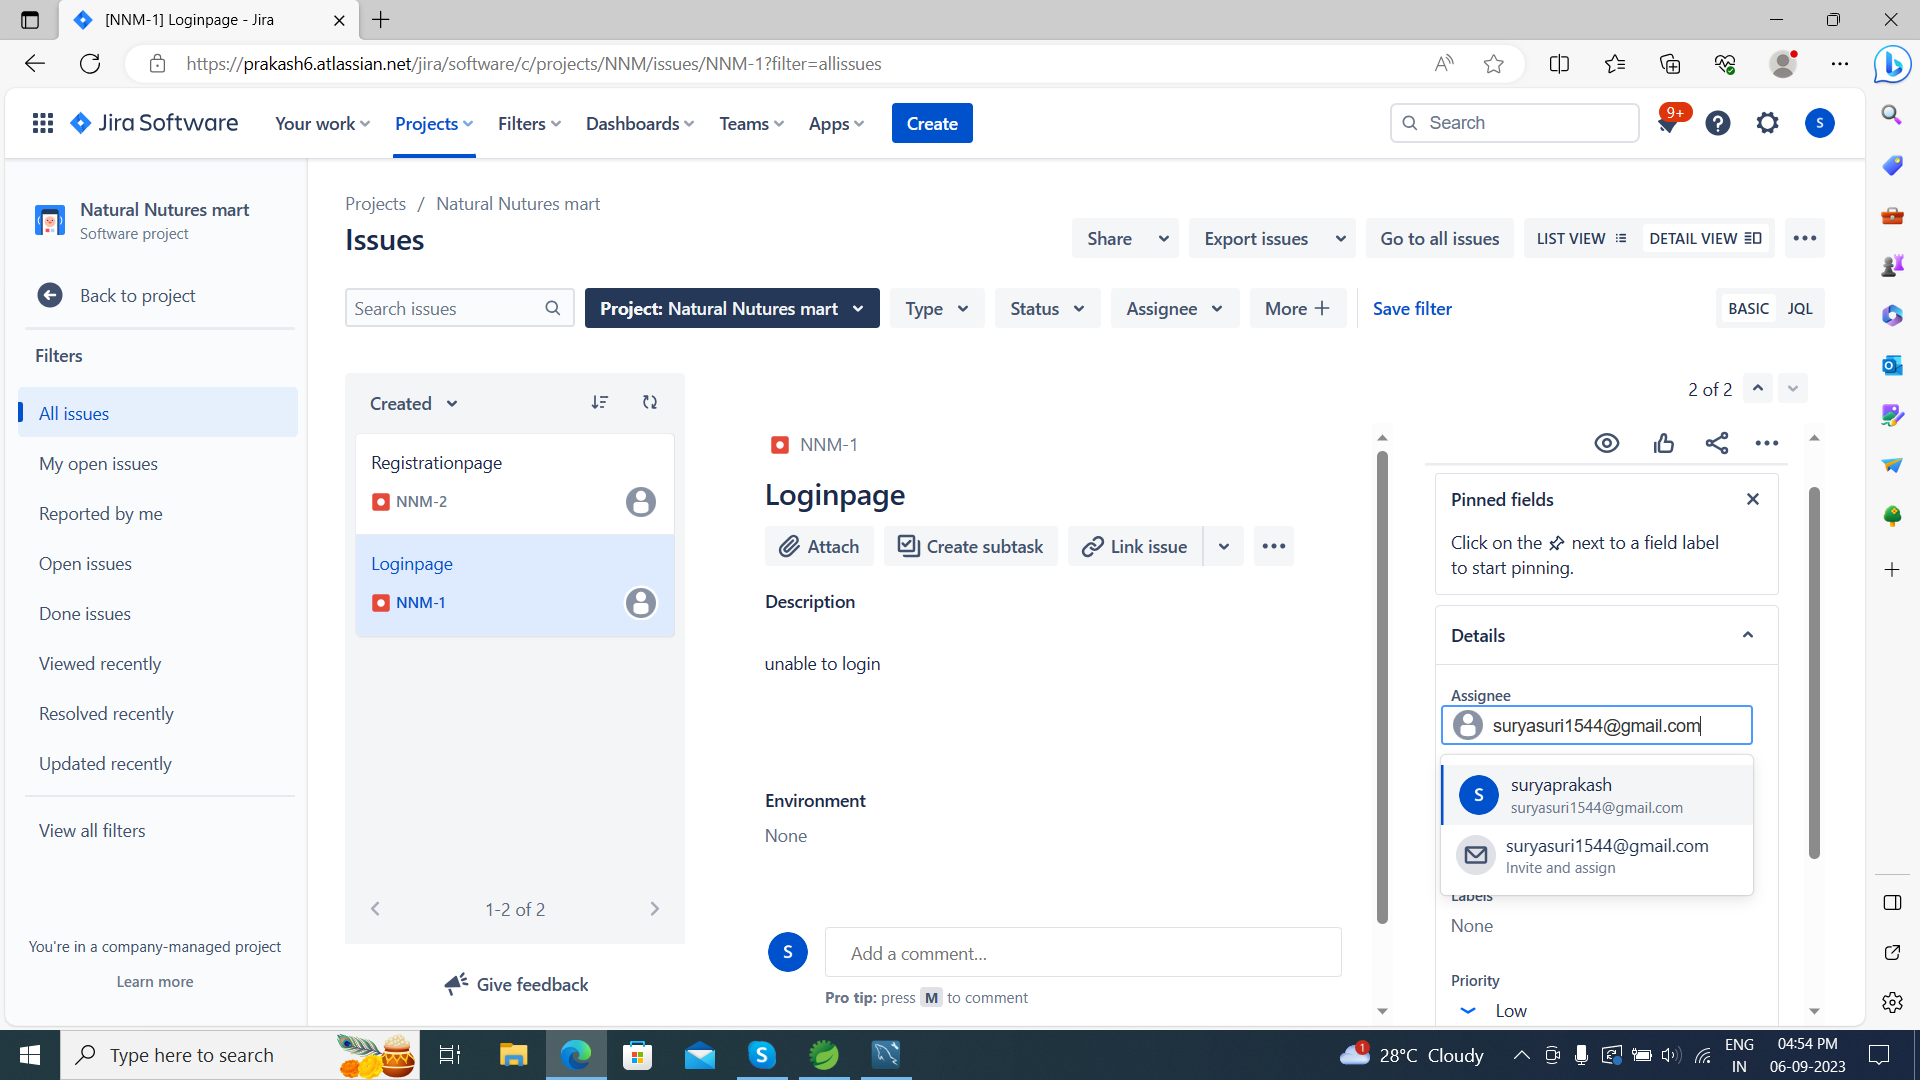 [NNM-1] Loginpage - Jira
https://prakash6.atlassian.net/jira/software/c/projects/NNM/issues/NNM-1?filter=allissues
Jira Software
Your work
Projects
Filters
Dashboards
Teams
Apps
Create
Search
9+
S
Natural Nutures mart
Software project
Back to project
Filters
All issues
My open issues
Reported by me
Open issues
Done issues
Viewed recently
Resolved recently
Updated recently
View all filters
You're in a company-managed project
Learn more
Projects / Natural Nutures mart
Issues
Share
Export issues
Go to all issues
LIST VIEW
DETAIL VIEW
Search issues
Project: Natural Nutures mart
Type
Status
Assignee
More
Save filter
BASIC
JQL
Created
Registrationpage
NNM-2
Loginpage
NNM-1
1-2 of 2
Give feedback
2 of 2
NNM-1
Loginpage
Attach
Create subtask
Link issue
Description
unable to login
Environment
None
S
Add a comment...
Pro tip: press M to comment
Pinned fields
Click on the next to a field label
to start pinning.
Details
Assignee
suryasuri1544@gmail.com
S
suryaprakash
suryasuri1544@gmail.com
suryasuri1544@gmail.com
Invite and assign
Labels
None
Priority
Low
Type here to search
1
28°C Cloudy
ENG
IN
04:54 PM
06-09-2023